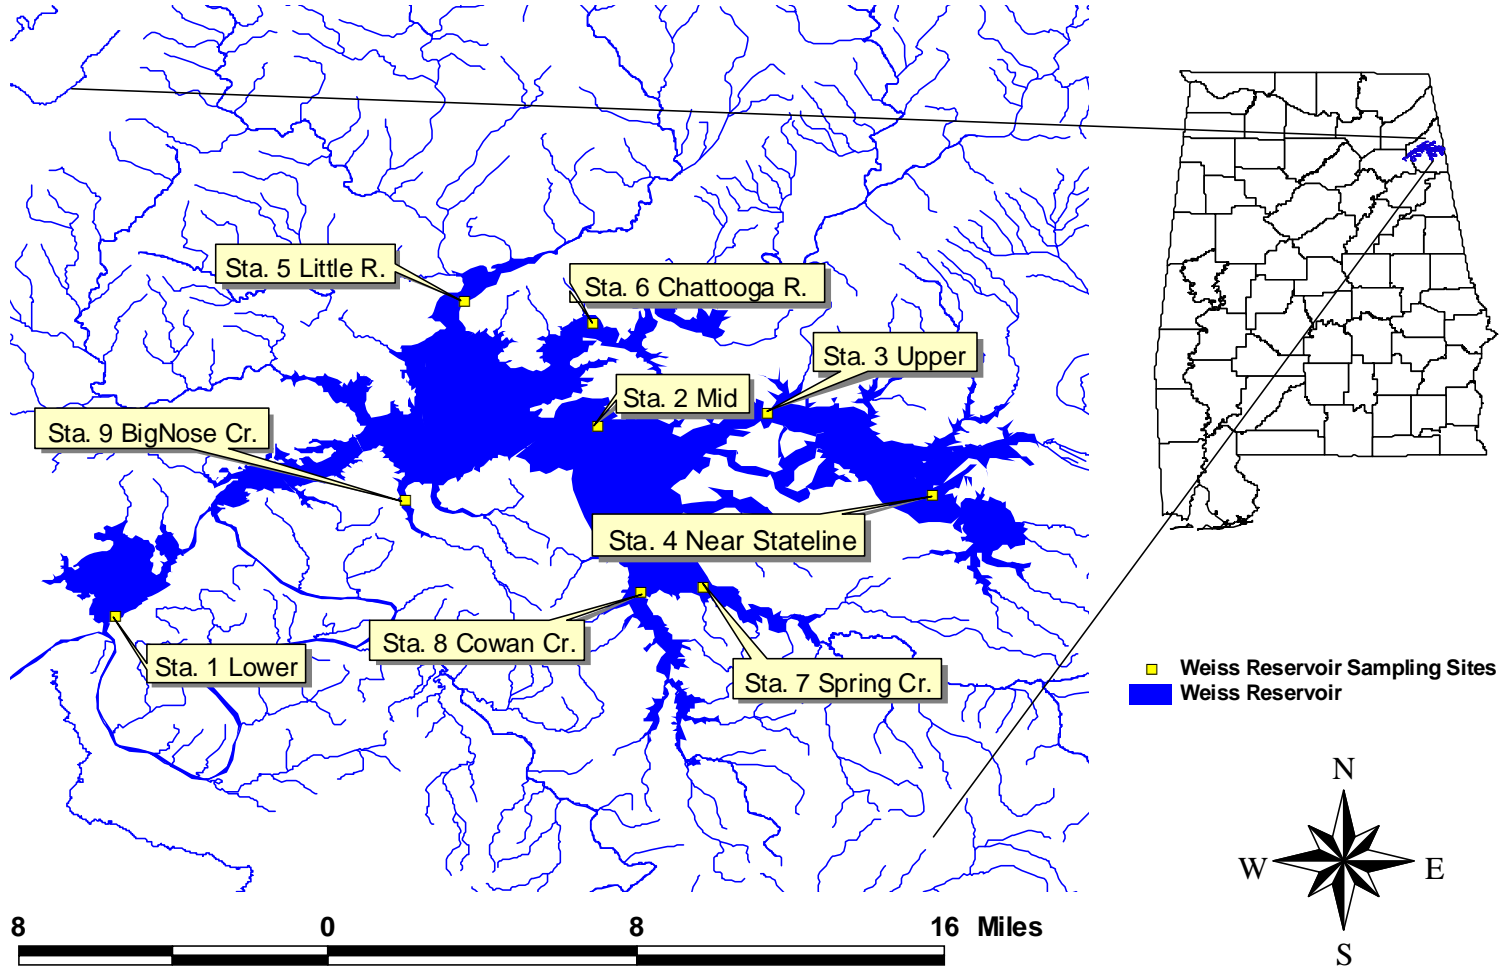 Sta. 5 Little R.
Sta. 6 Chattooga R.
Sta. 3 Upper
Sta. 2 Mid
Sta. 9 BigNose Cr.
Sta. 4 Near Stateline
Sta. 8 Cowan Cr.
Sta. 1 Lower
Sta. 7 Spring Cr.
Weiss Reservoir Sampling Sites
Weiss Reservoir
N
W E
S
8 0 8 16 Miles